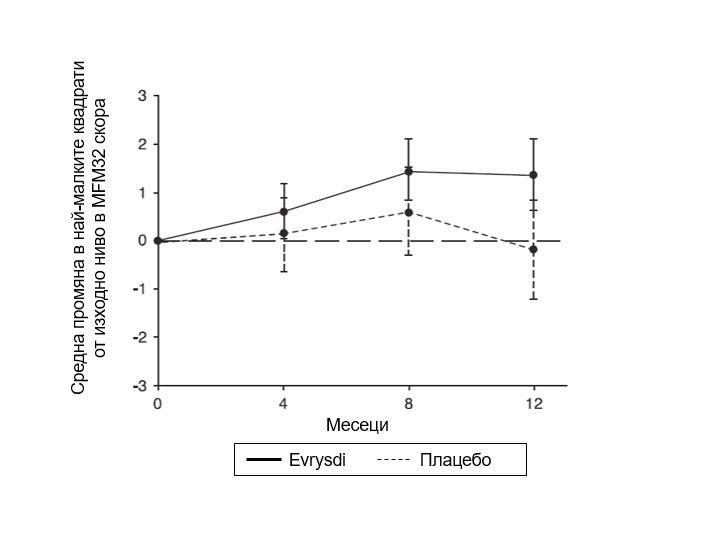 Средна промяна в най-малките квадрати
от изходно ниво в MFM32 скора
3
2
1
0
-1
-2
-3
0 4 8 12
Месеци
Evrysdi Плацебо